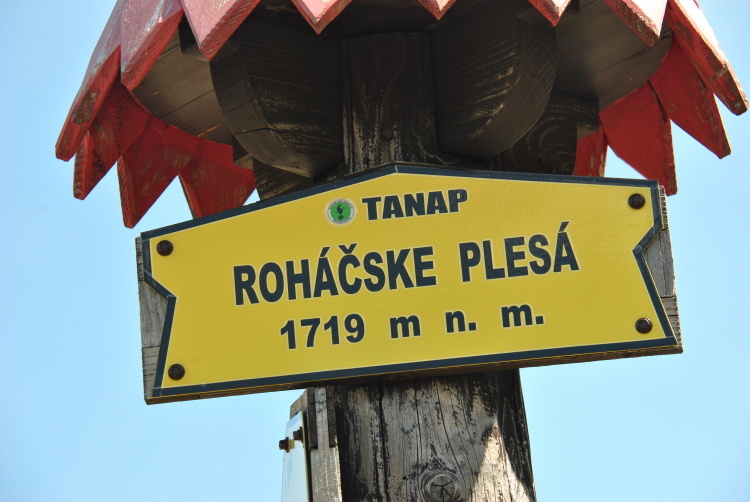 TANAP
ROHÁČSKE PLESÁ
1719 m n. m.